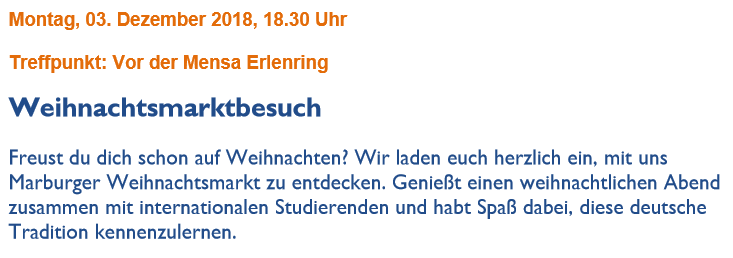 Montag, 03. Dezember 2018, 18.30 Uhr
Treffpunkt: Vor der Mensa Erlenring
Weihnachtsmarktbesuch
Freust du dich schon auf Weihnachten? Wir laden euch herzlich ein, mit uns
Marburger Weihnachtsmarkt zu entdecken. Genießt einen weihnachtlichen Abend
zusammen mit internationalen Studierenden und habt Spaß dabei, diese deutsche
Tradition kennenzulernen.